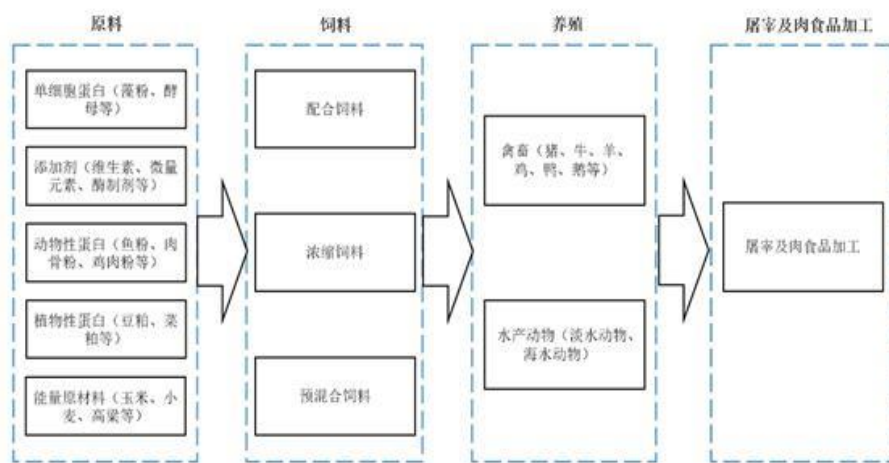 原料
单细胞蛋白（藻粉、酵
母等）
添加剂（维生素、微量
元素、酶制剂等）
动物性蛋白（鱼粉、肉
骨粉、鸡肉粉等）
植物性蛋白（豆粕、菜
粕等）
能量原材料（玉米、小
麦、高粱等）
饲料
配合饲料
浓缩饲料
预混合饲料
养殖
禽畜（猪、牛、羊、
鸡、鸭、鹅等）
水产动物（淡水动物、
海水动物）
屠宰及肉食品加工
屠宰及肉食品加工